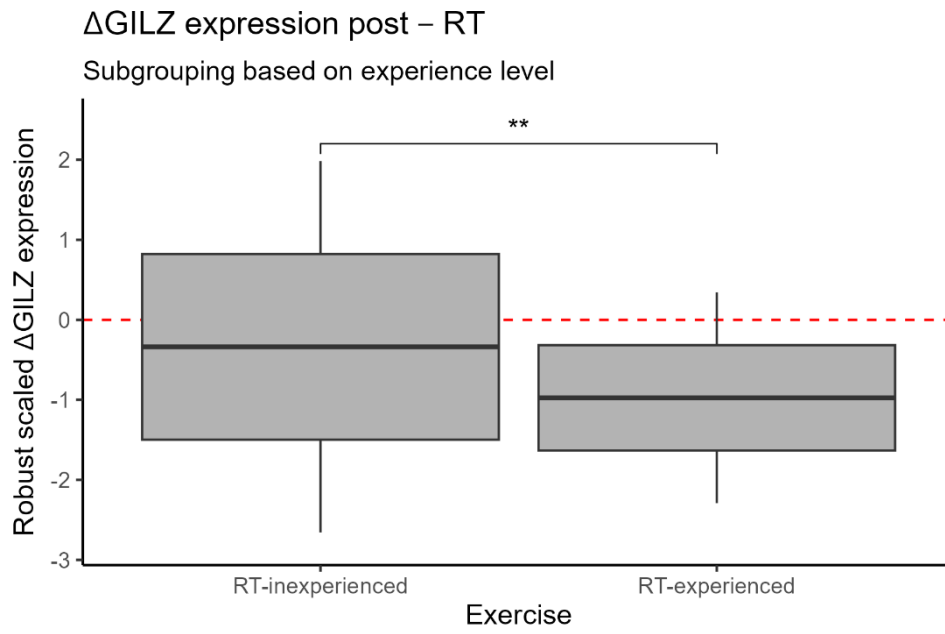 ΔGILZ expression post – RT
Subgrouping based on experience level
**
Robust scaled ΔGILZ expression
2
1
0
-1
-2
-3
RT-inexperienced RT-experienced
Exercise